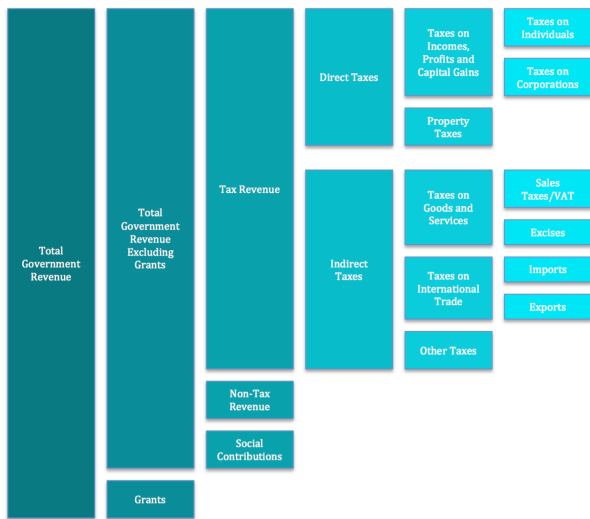 Total
Government
Revenue
Total
Government
Revenue
Excluding
Grants
Grants
Tax Revenue
Non-Tax
Revenue
Social
Contributions
Direct Taxes
Indirect
Taxes
Taxes on
Incomes,
Profits and
Capital Gains
Property
Taxes
Taxes on
Goods and
Services
Taxes on
International
Trade
Other Taxes
Taxes on
Individuals
Taxes on
Corporations
Sales
Taxes/VAT
Excises
Imports
Exports